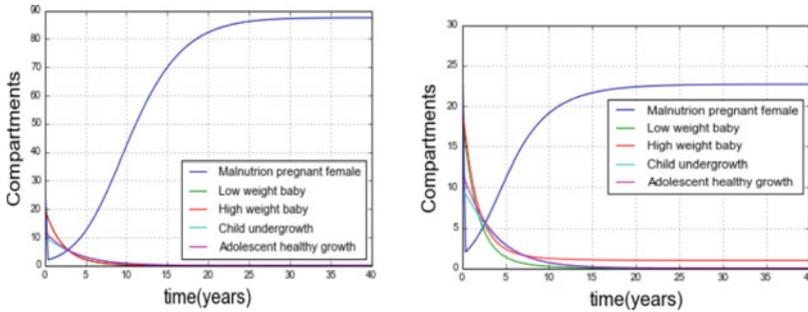 90
80
70
60
50
40
30
20
10
0
Compartments
Malnutrion pregnant female
Low weight baby
High weight baby
Child undergrowth
Adolescent healthy growth
0 5 10 15 20 25 30 35 40
time(years)
30
25
20
15
10
5
0
Compartments
Malnutrion pregnant female
Low weight baby
High weight baby
Child undergrowth
Adolescent healthy growth
0 5 10 15 20 25 30 35 40
time(years)